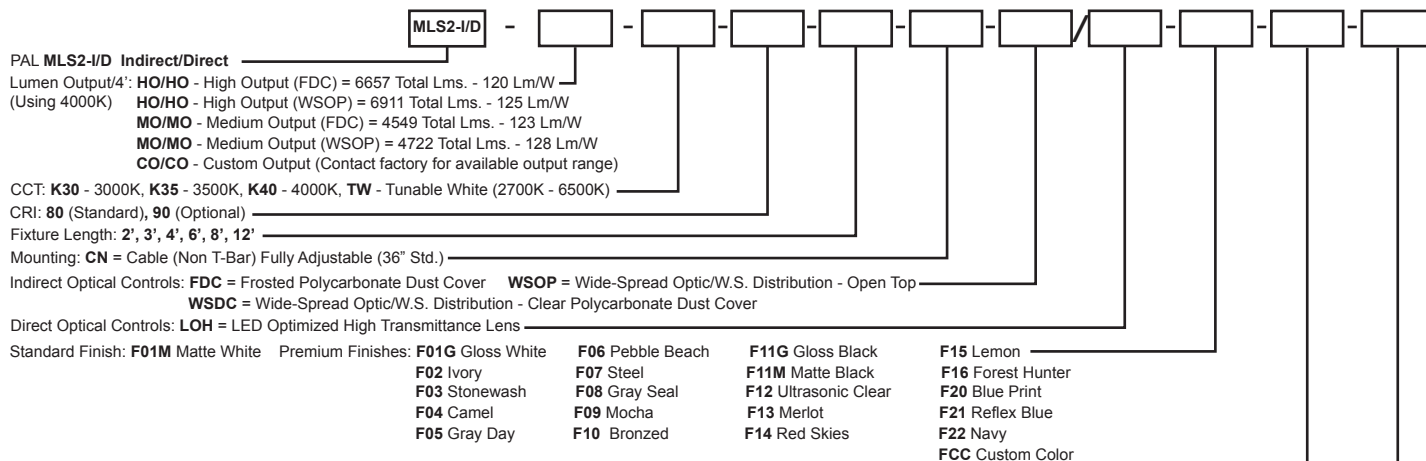 MLS2-I/D - - - - - - / - - -
PAL MLS2-I/D Indirect/Direct
Lumen Output/4': HO/HO - High Output (FDC) = 6657 Total Lms. - 120 Lm/W
(Using 4000K) HO/HO - High Output (WSOP) = 6911 Total Lms. - 125 Lm/W
MO/MO - Medium Output (FDC) = 4549 Total Lms. - 123 Lm/W
MO/MO - Medium Output (WSOP) = 4722 Total Lms. - 128 Lm/W
CO/CO - Custom Output (Contact factory for available output range)
CCT: K30 - 3000K, K35 - 3500K, K40 - 4000K, TW - Tunable White (2700K - 6500K)
CRI: 80 (Standard), 90 (Optional)
Fixture Length: 2', 3', 4', 6', 8', 12'
Mounting: CN = Cable (Non T-Bar) Fully Adjustable (36" Std.)
Indirect Optical Controls: FDC = Frosted Polycarbonate Dust Cover WSOP = Wide-Spread Optic/W.S. Distribution - Open Top
WSDC = Wide-Spread Optic/W.S. Distribution - Clear Polycarbonate Dust Cover
Direct Optical Controls: LOH = LED Optimized High Transmittance Lens
Standard Finish: F01M Matte White Premium Finishes: F01G Gloss White F06 Pebble Beach F11G Gloss Black F15 Lemon
F02 Ivory F07 Steel F11M Matte Black F16 Forest Hunter
F03 Stonewash F08 Gray Seal F12 Ultrasonic Clear F20 Blue Print
F04 Camel F09 Mocha F13 Merlot F21 Reflex Blue
F05 Gray Day F10 Bronzed F14 Red Skies F22 Navy
FCC Custom Color